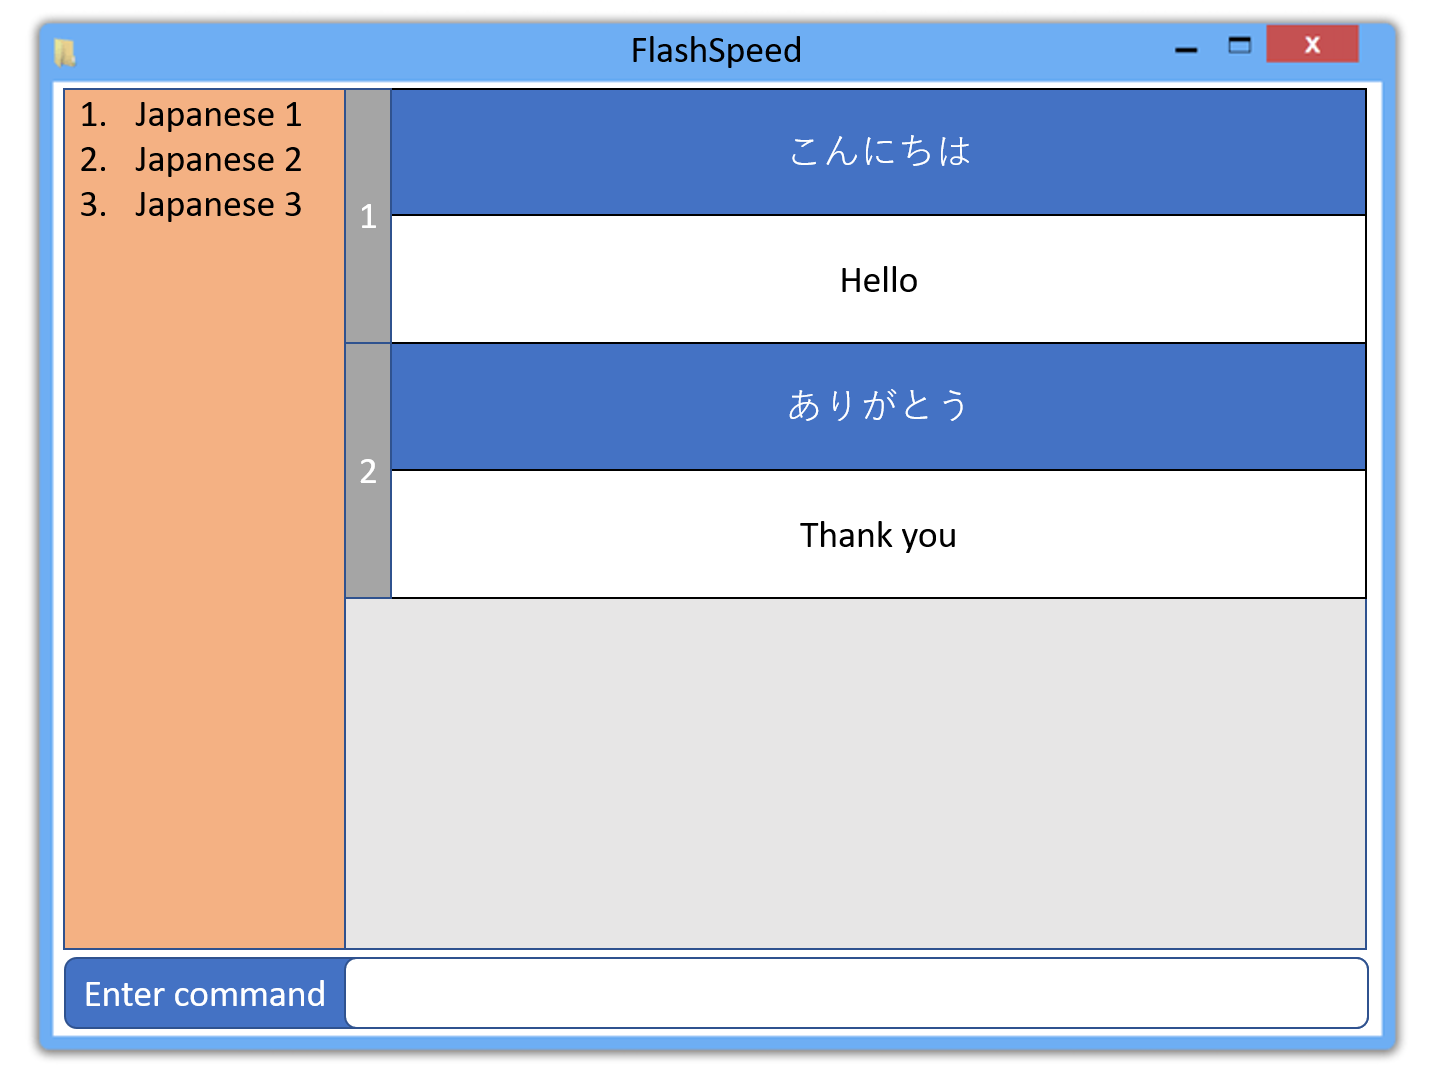 FlashSpeed
X
1. Japanese 1
2. Japanese 2
3. Japanese 3
1
こんにちは
Hello
2
ありがとう
Thank you
Enter command